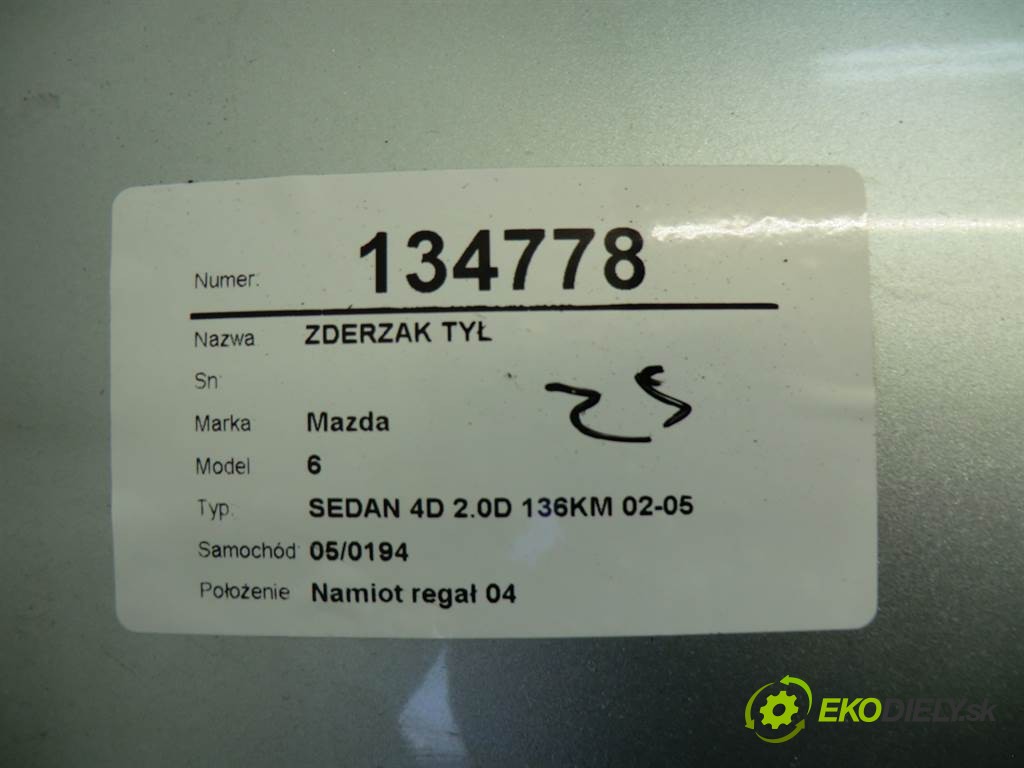 Numer: 134778
Nazwa ZDERZAK TYŁ
Sn:
Marka Mazda
Model 6
Typ: SEDAN 4D 2.0D 136KM 02-05
Samochód: 05/0194
Położenie Namiot regał 04
EKODIELY.sk